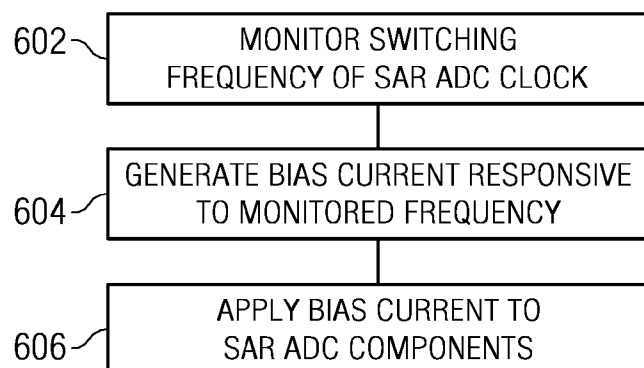 602
MONITOR SWITCHING
FREQUENCY OF SAR ADC CLOCK
604
GENERATE BIAS CURRENT RESPONSIVE
TO MONITORED FREQUENCY
606
APPLY BIAS CURRENT TO
SAR ADC COMPONENTS